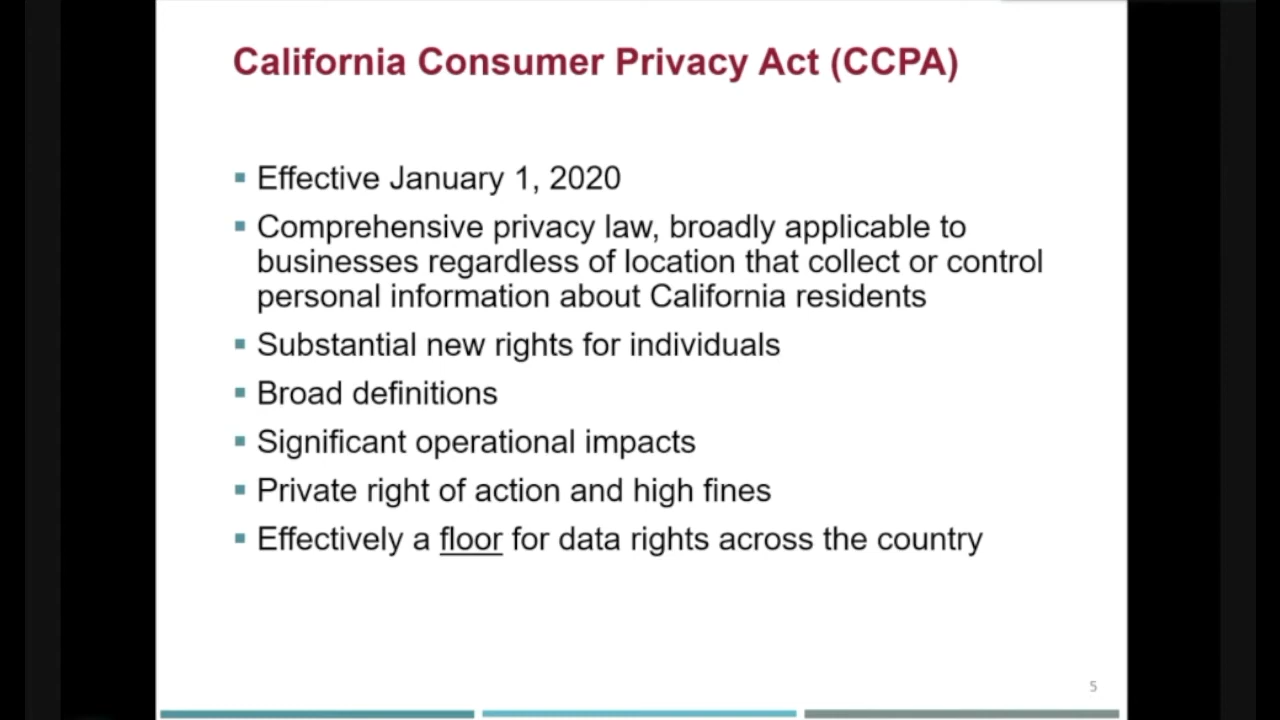 California Consumer Privacy Act (CCPA)
Effective January 1, 2020
Comprehensive privacy law, broadly applicable to
businesses regardless of location that collect or control
personal information about California residents
Substantial new rights for individuals
Broad definitions
Significant operational impacts
Private right of action and high fines
Effectively a floor for data rights across the country
5